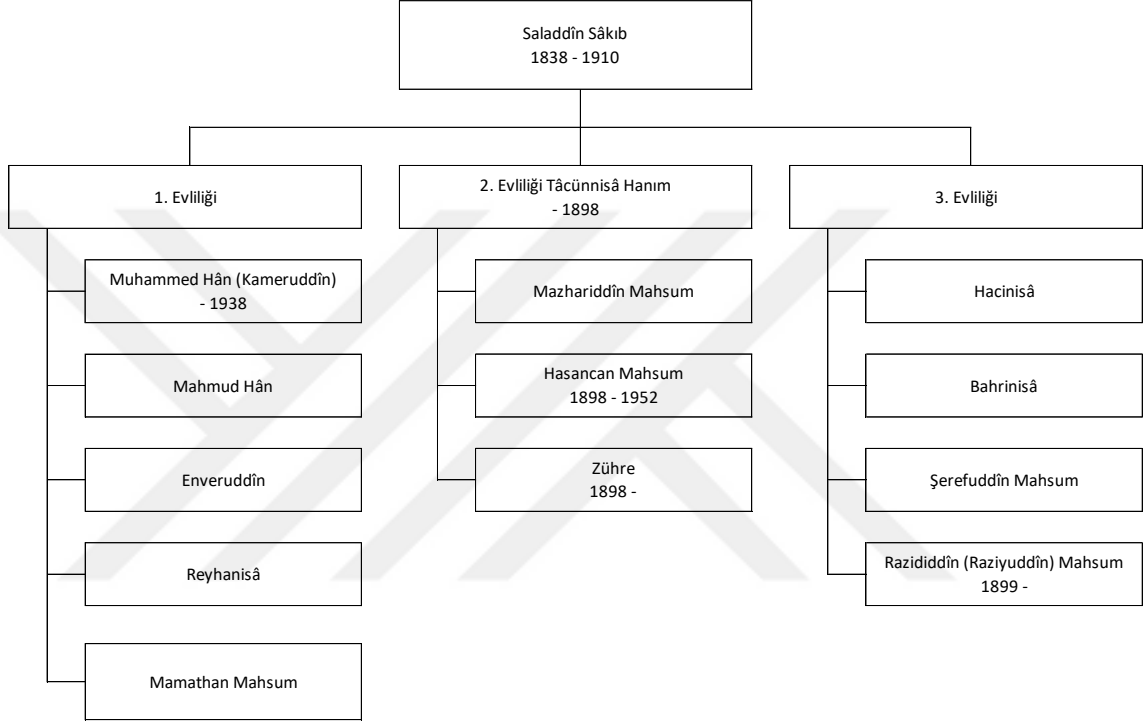 Saladdîn Sâkıb
1838 - 1910
1. Evliliği
2. Evliliği Tâcünnisâ Hanım
- 1898
3. Evliliği
Muhammed Hân (Kameruddîn)
- 1938
Mahmud Hân
Enveruddîn
Reyhanisâ
Mamathan Mahsum
Mazhariddîn Mahsum
Hasancan Mahsum
1898 - 1952
Zühre
1898 -
Hacinisâ
Bahrinisâ
Şerefuddîn Mahsum
Razididdîn (Raziyuddîn) Mahsum
1899 -